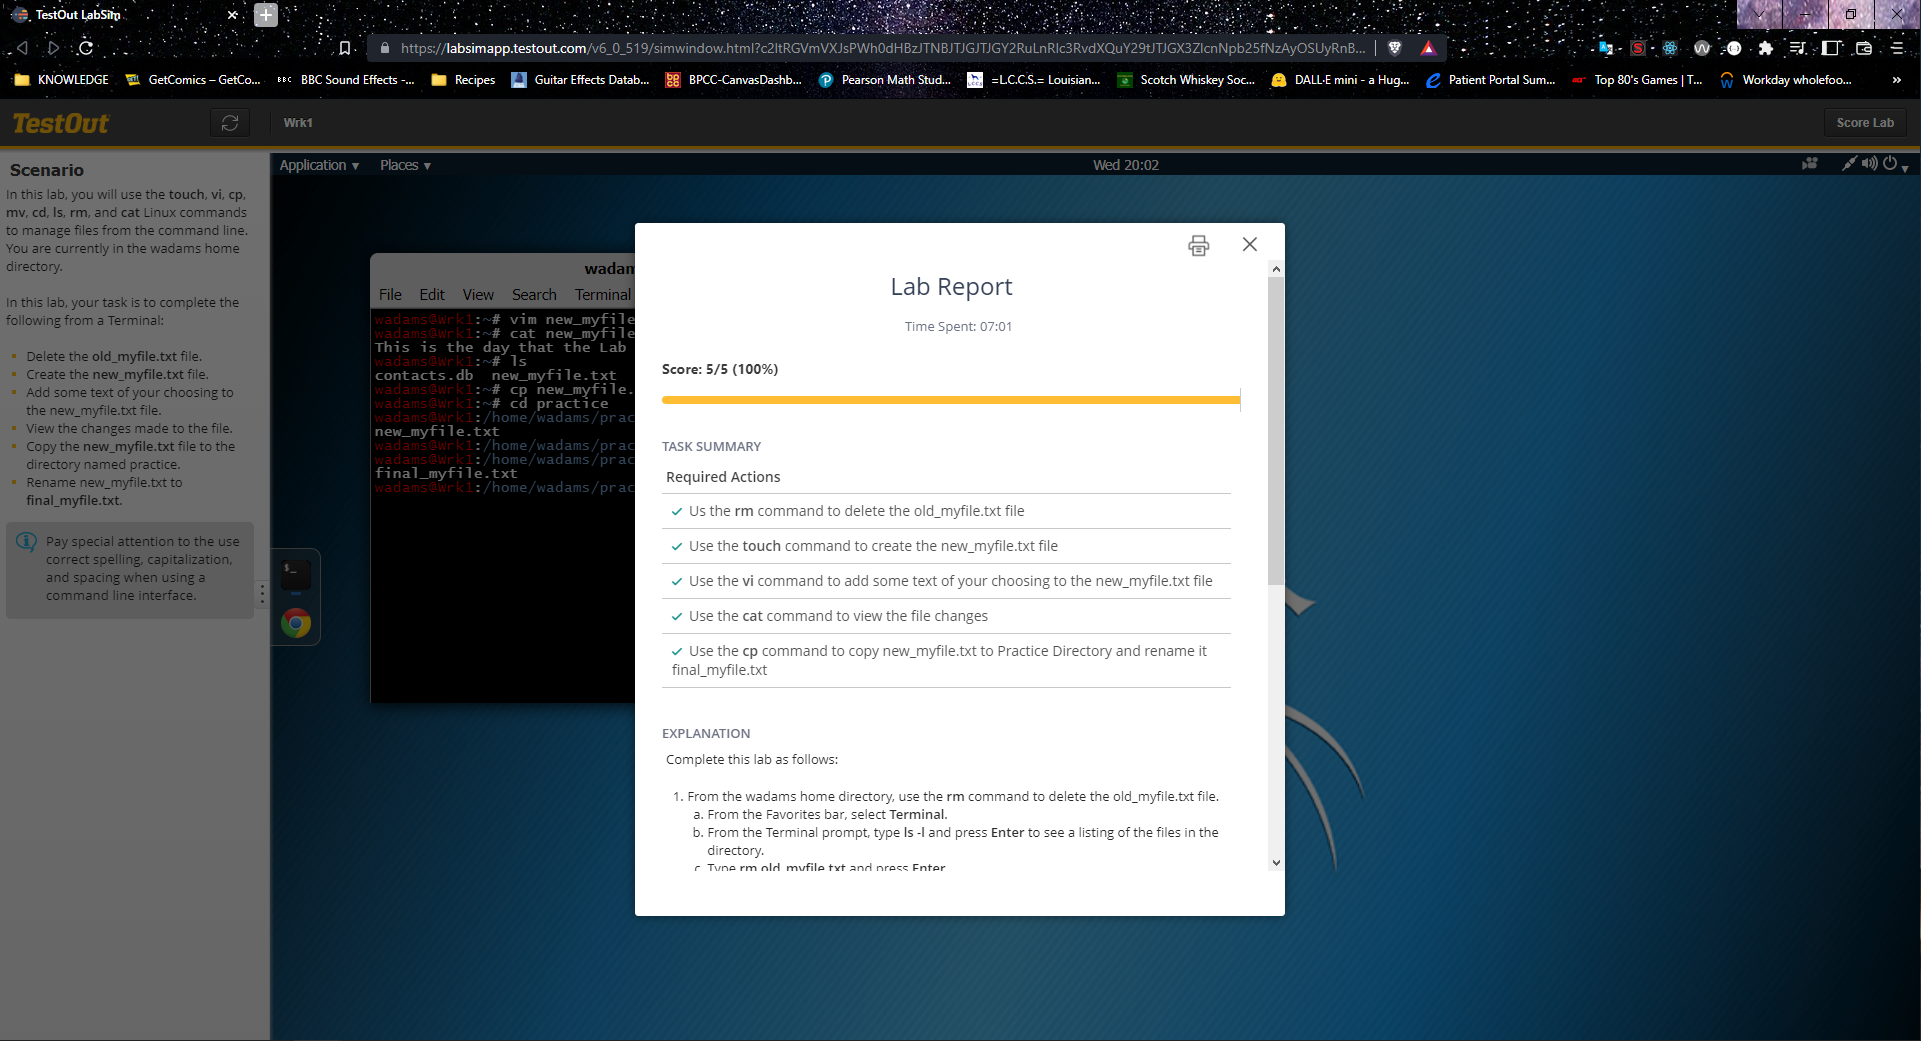 TestOut LabSim
https://labsimapp.testout.com/v6_0_519/simwindow.html?
KNOWLEDGE
GetComics – GetCo...
BBC BBC Sound Effects -...
Recipes
Guitar Effects Datab...
BPCC-CanvasDashb...
Pearson Math Stud...
=L.C.C.S.= Louisian...
Scotch Whiskey Soc...
DALL·E mini - a Hug...
Patient Portal Sum...
Top 80's Games | T...
Workday wholefoo...
»
TestOut
Wrk1
Score Lab
Scenario
In this lab, you will use the touch, vi, cp,
mv, cd, ls, rm, and cat Linux commands
to manage files from the command line.
You are currently in the wadams home
directory.
In this lab, your task is to complete the
following from a Terminal:
Delete the old_myfile.txt file.
Create the new_myfile.txt file.
Add some text of your choosing to
the new_myfile.txt file.
View the changes made to the file.
Copy the new_myfile.txt file to the
directory named practice.
Rename new_myfile.txt to
final_myfile.txt.
Pay special attention to the use
correct spelling, capitalization,
and spacing when using a
command line interface.
Application
Places
Wed 20:02
wadam
File Edit View Search Terminal
wadams@Wrk1:~# vim new_myfile
wadams@Wrk1:~# cat new_myfile
This is the day that the Lab
wadams@Wrk1:~# ls
contacts.db new_myfile.txt
wadams@Wrk1:~# cp new_myfile.
wadams@Wrk1:~# cd practice
wadams@Wrk1:/home/wadams/prac
new_myfile.txt
wadams@Wrk1:/home/wadams/prac
wadams@Wrk1:/home/wadams/prac
final_myfile.txt
wadams@Wrk1:/home/wadams/prac
$_
Lab Report
Time Spent: 07:01
Score: 5/5 (100%)
TASK SUMMARY
Required Actions
Us the rm command to delete the old_myfile.txt file
Use the touch command to create the new_myfile.txt file
Use the vi command to add some text of your choosing to the new_myfile.txt file
Use the cat command to view the file changes
Use the cp command to copy new_myfile.txt to Practice Directory and rename it
final_myfile.txt
EXPLANATION
Complete this lab as follows:
1. From the wadams home directory, use the rm command to delete the old_myfile.txt file.
a. From the Favorites bar, select Terminal.
b. From the Terminal prompt, type ls -l and press Enter to see a listing of the files in the
directory.
c. Type rm old_myfile.txt and press Enter